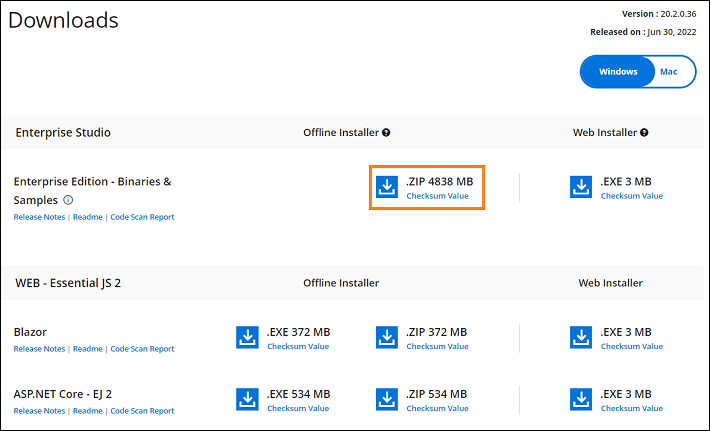 Downloads
Version : 20.2.0.36
Released on : Jun 30, 2022
Windows Mac
Enterprise Studio Offline Installer ? Web Installer ?
Enterprise Edition - Binaries &
Samples
Release Notes | Readme | Code Scan Report
.ZIP 4838 MB
Checksum Value
.EXE 3 MB
Checksum Value
WEB - Essential JS 2 Offline Installer Web Installer
Blazor
Release Notes | Readme | Code Scan Report
.EXE 372 MB
Checksum Value
.ZIP 372 MB
Checksum Value
.EXE 3 MB
Checksum Value
ASP.NET Core - EJ 2
Release Notes | Readme | Code Scan Report
.EXE 534 MB
Checksum Value
.ZIP 534 MB
Checksum Value
.EXE 3 MB
Checksum Value